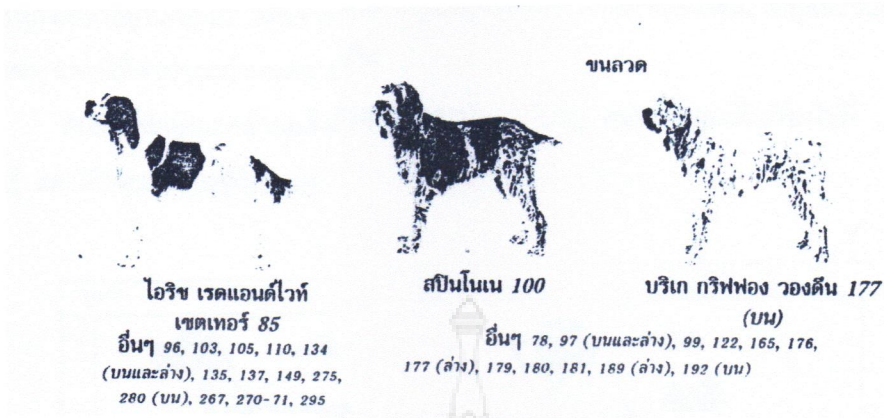 ขนลวด
ไอริช เรดแอนด์ไวท์
เซตเทอร์ 85
อื่นๆ 96, 103, 105, 110, 134
(บนและล่าง), 135, 137, 149, 275,
280 (บน), 267, 270-71, 295
สปินโนเน 100
บริเก กริฟฟอง วองดีน 177
(บน)
อื่นๆ 78, 97 (บนและล่าง), 99, 122, 165, 176,
177 (ล่าง), 179, 180, 181, 189 (ล่าง), 192 (บน)